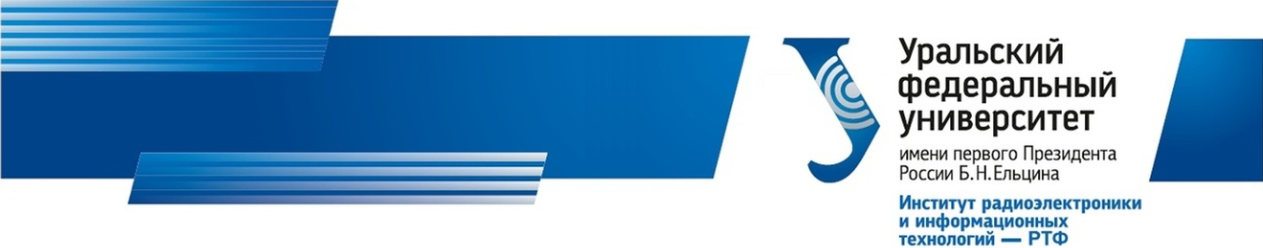 Уральский
федеральный
университет
имени первого Президента
России Б.Н.Ельцина
Институт радиоэлектроники
и информационных
технологий — РТФ